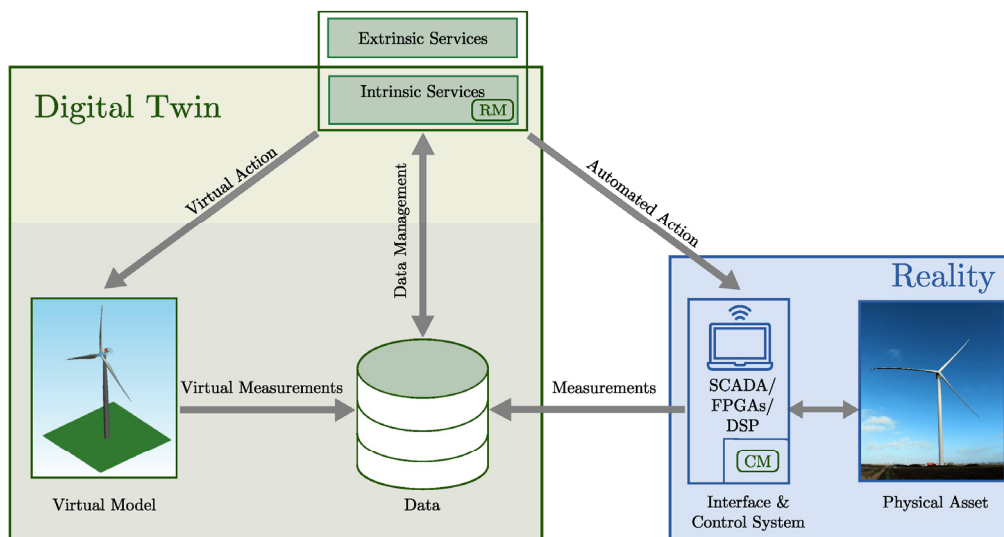 Extrinsic Services
Intrinsic Services
RM
Digital Twin
Virtual Action
Data Management
Automated Action
Reality
SCADA/
FPGAs/
DSP
CM
Virtual Measurements
Measurements
Virtual Model
Data
Interface &
Control System
Physical Asset